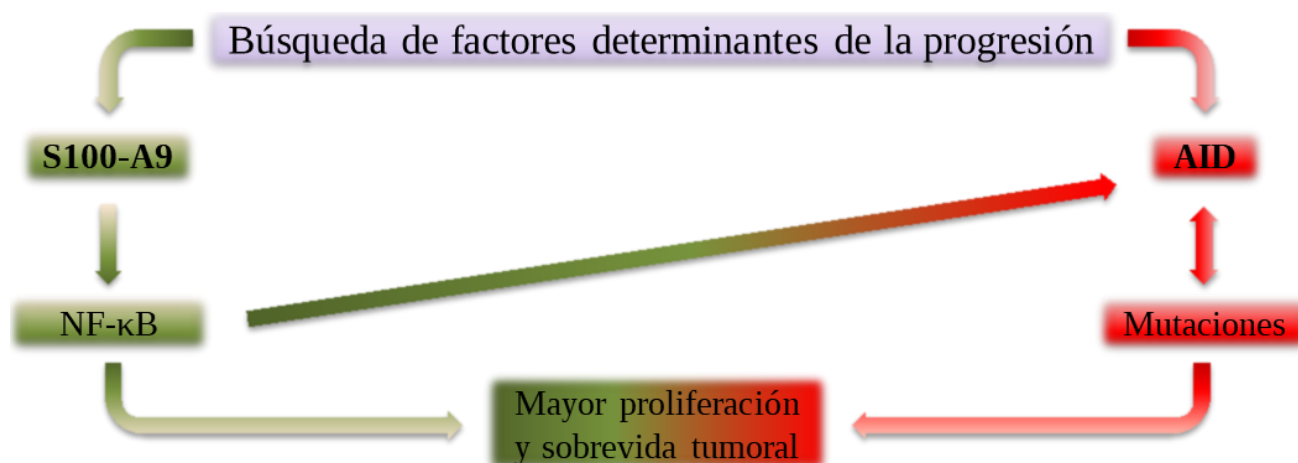 Búsqueda de factores determinantes de la progresión
S100-A9
AID
NF-κB
Mutaciones
Mayor proliferación
y sobrevida tumoral